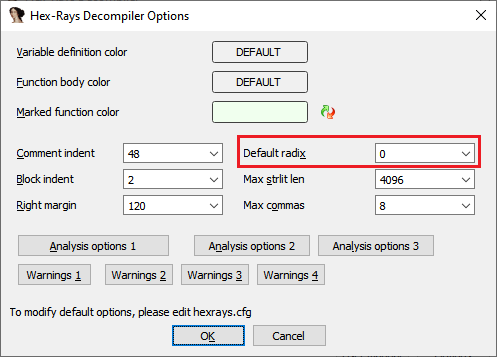 Hex-Rays Decompiler Options
Variable definition color DEFAULT
Function body color DEFAULT
Marked function color
Comment indent 48 Default radix 0
Block indent 2 Max strlit len 4096
Right margin 120 Max commas 8
Analysis options 1 Analysis options 2 Analysis options 3
Warnings 1 Warnings 2 Warnings 3 Warnings 4
To modify default options, please edit hexrays.cfg
OK Cancel